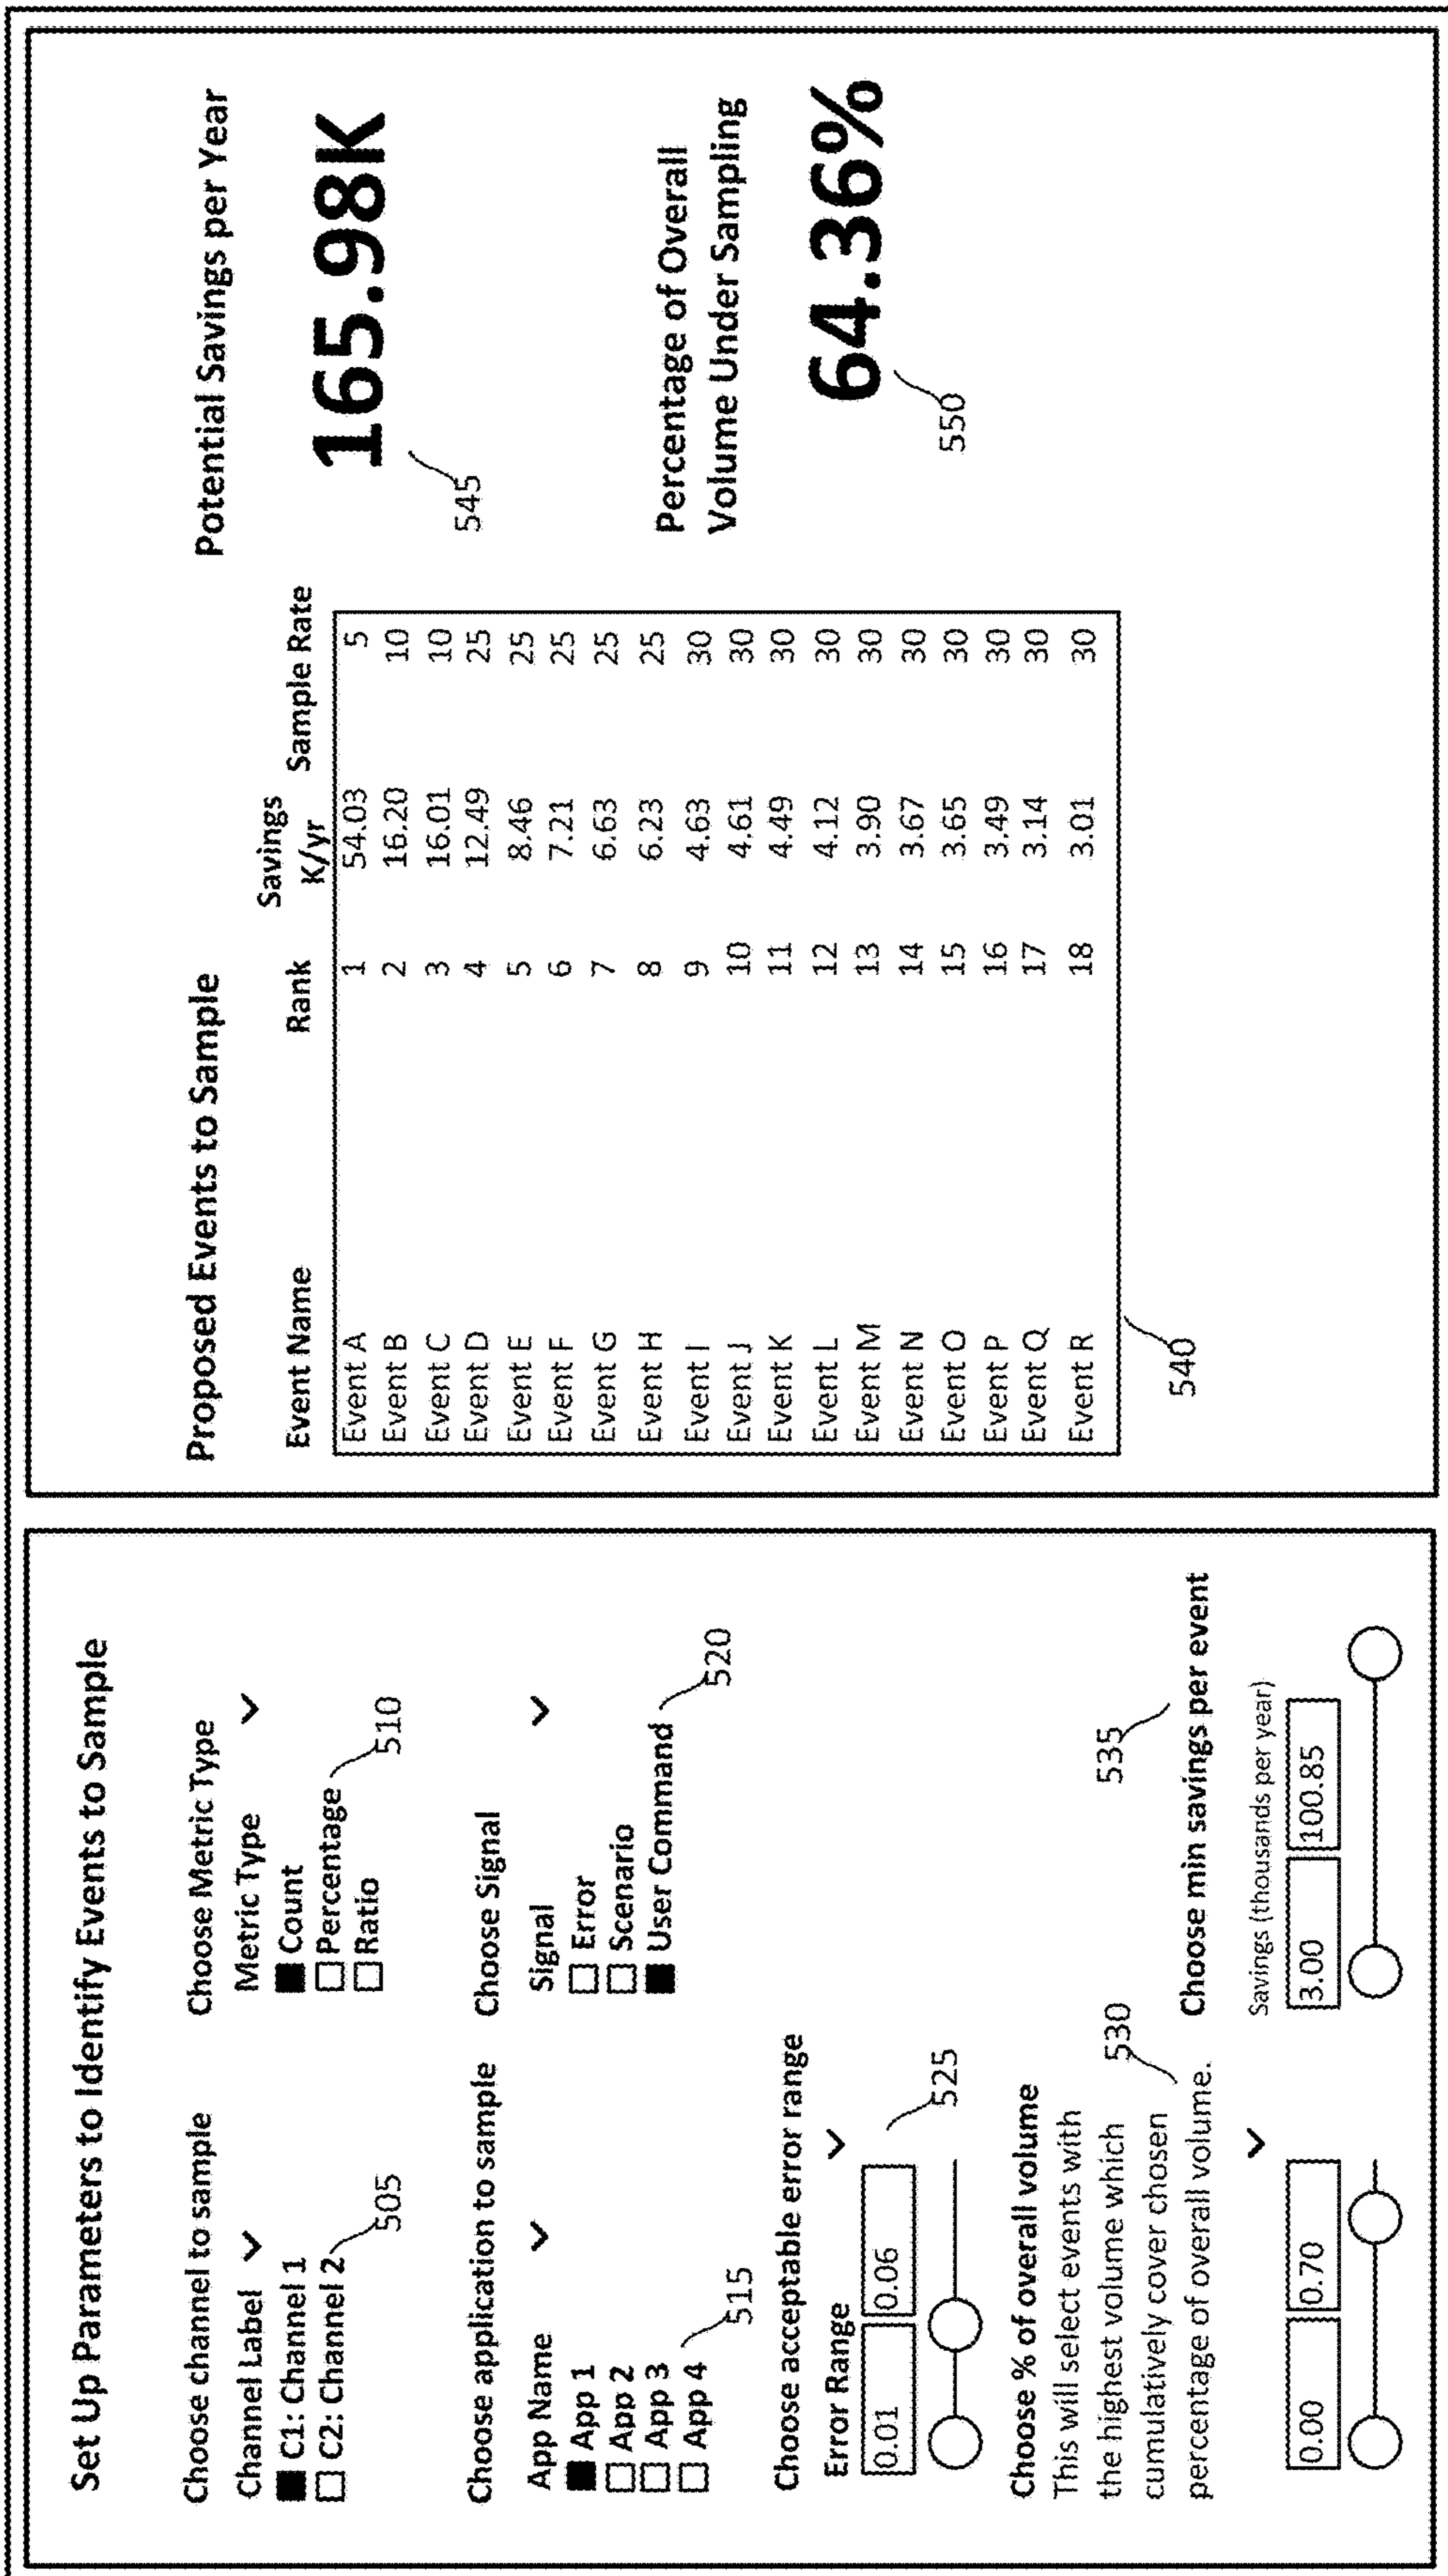 Set Up Parameters to Identify Events to Sample
Choose channel to sample
Channel Label
C1: Channel 1
C2: Channel 2
505
Choose Metric Type
Metric Type
Count
Percentage
Ratio
510
Choose application to sample
App Name
App 1
App 2
App 3
App 4
515
Choose Signal
Signal
Error
Scenario
User Command
520
Choose acceptable error range
Error Range
0.01 0.06
525
Choose % of overall volume
This will select events with
the highest volume which
cumulatively cover chosen
percentage of overall volume.
530
0.00 0.70
535
Choose min savings per event
Savings (thousands per year)
3.00 100.85
Proposed Events to Sample
Event Name Rank Savings K/yr Sample Rate
Event A 1 54.03 5
Event B 2 16.20 10
Event C 3 16.01 10
Event D 4 12.49 25
Event E 5 8.46 25
Event F 6 7.21 25
Event G 7 6.63 25
Event H 8 6.23 25
Event I 9 4.63 30
Event J 10 4.61 30
Event K 11 4.49 30
Event L 12 4.12 30
Event M 13 3.90 30
Event N 14 3.67 30
Event O 15 3.65 30
Event P 16 3.49 30
Event Q 17 3.14 30
Event R 18 3.01 30
540
Potential Savings per Year
165.98K
545
Percentage of Overall
Volume Under Sampling
64.36%
550